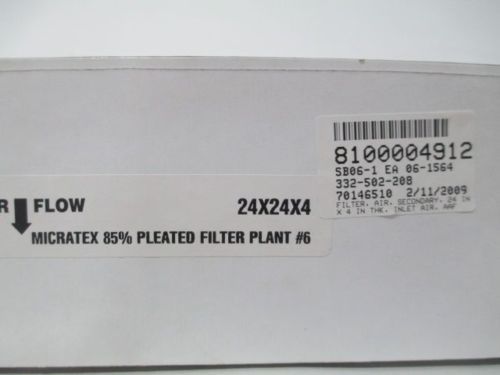 R FLOW 24X24X4
MICRATEX 85% PLEATED FILTER PLANT #6
8100004912
SB06-1 EA 06-1564
332-502-208
70146510 2/11/2009
FILTER, AIR, SECONDARY, 24 IN
X 4 IN THK, INLET AIR, AAF